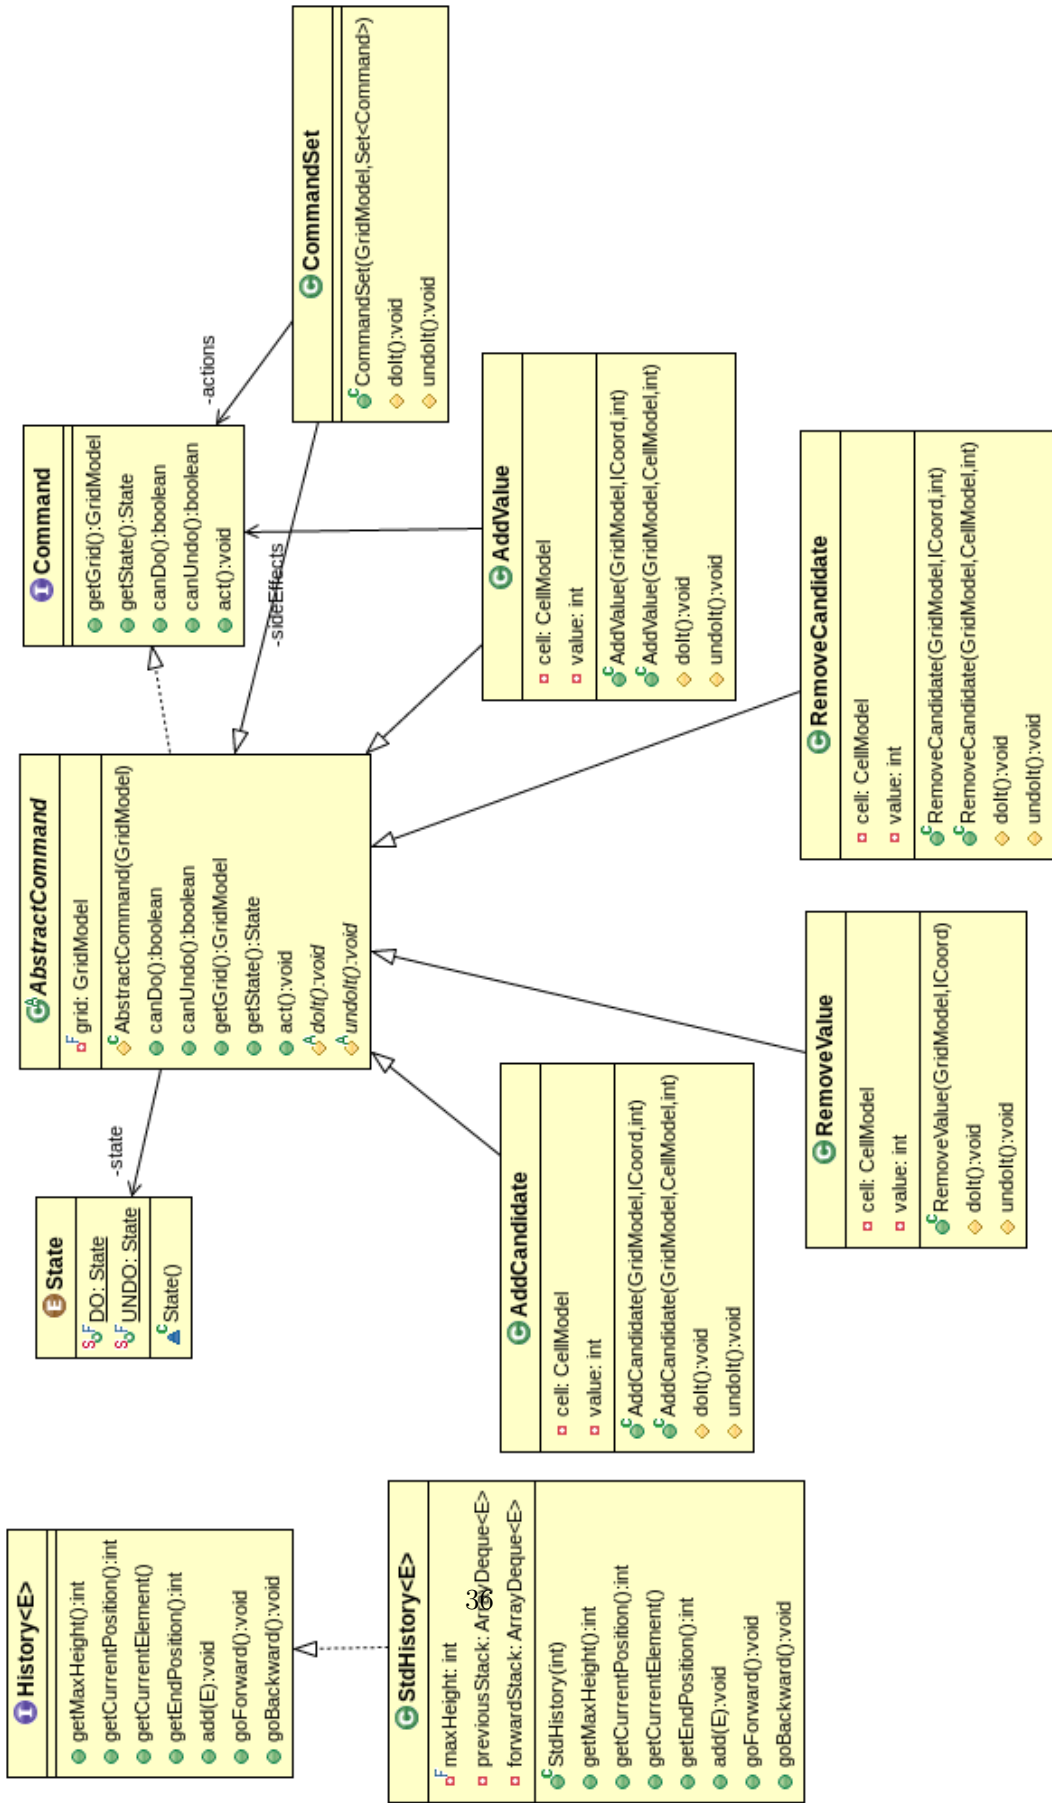 History<E>
getMaxHeight():int
getCurrentPosition():int
getCurrentElement()
getEndPosition():int
add(E):void
goForward():void
goBackward():void
StdHistory<E>
maxHeight: int
previousStack: ArrayDeque<E>
forwardStack: ArrayDeque<E>
StdHistory(int)
getMaxHeight():int
getCurrentPosition():int
getCurrentElement()
getEndPosition():int
add(E):void
goForward():void
goBackward():void
State
DO: State
UNDO: State
State()
-state
AbstractCommand
grid: GridModel
AbstractCommand(GridModel)
canDo():boolean
canUndo():boolean
getGrid():GridModel
getState():State
act():void
doIt():void
undoIt():void
Command
getGrid():GridModel
getState():State
canDo():boolean
canUndo():boolean
act():void
-actions
-sideEffects
CommandSet
CommandSet(GridModel,Set<Command>)
doIt():void
undoIt():void
AddCandidate
cell: CellModel
value: int
AddCandidate(GridModel,ICoord,int)
AddCandidate(GridModel,CellModel,int)
doIt():void
undoIt():void
AddValue
cell: CellModel
value: int
AddValue(GridModel,ICoord,int)
AddValue(GridModel,CellModel,int)
doIt():void
undoIt():void
RemoveValue
cell: CellModel
value: int
RemoveValue(GridModel,ICoord)
doIt():void
undoIt():void
RemoveCandidate
cell: CellModel
value: int
RemoveCandidate(GridModel,ICoord,int)
RemoveCandidate(GridModel,CellModel,int)
doIt():void
undoIt():void
36